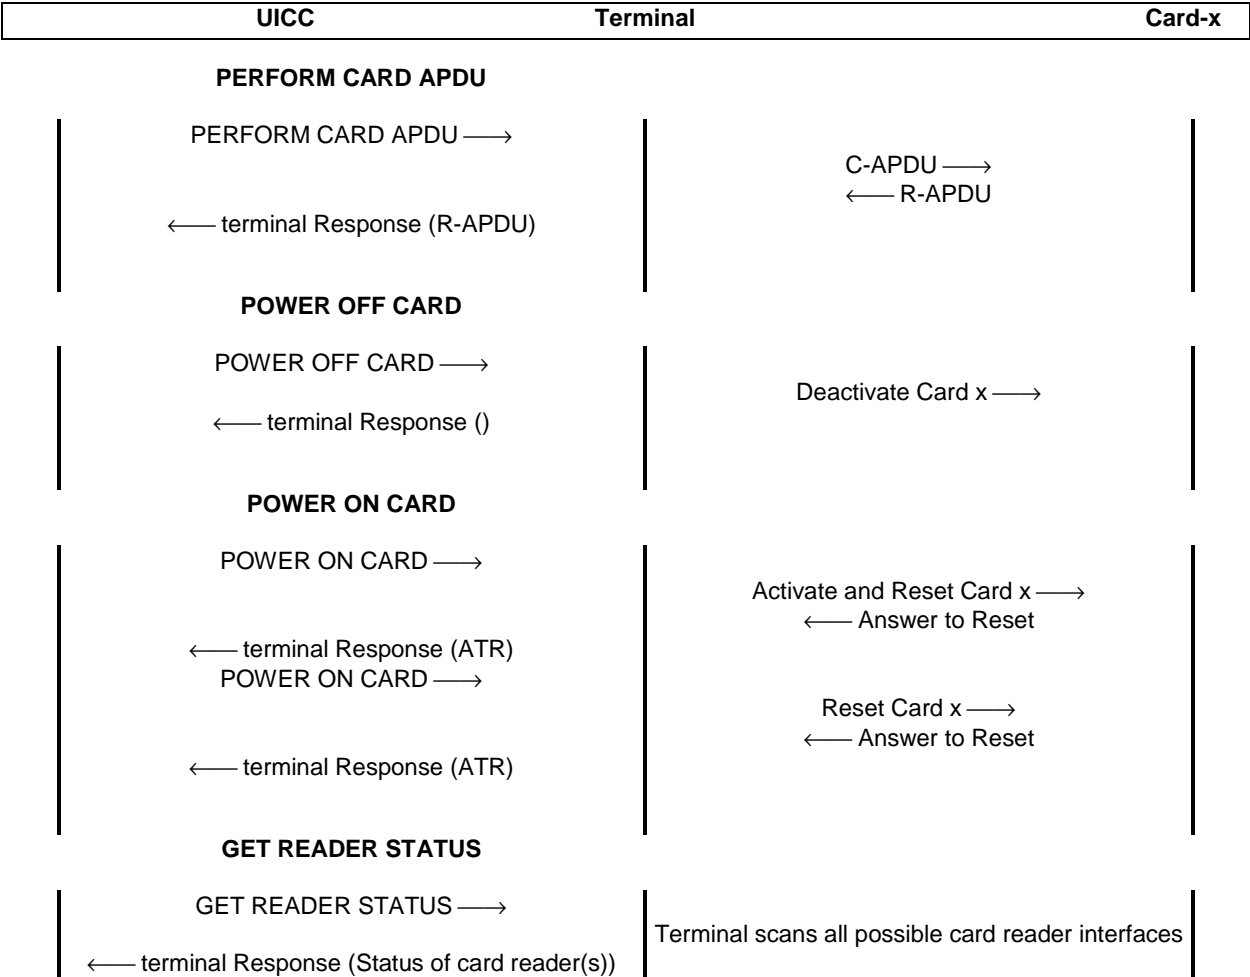 UICC Terminal Card-x
PERFORM CARD APDU
PERFORM CARD APDU ⟶
C-APDU ⟶
⟵ R-APDU
⟵ terminal Response (R-APDU)
POWER OFF CARD
POWER OFF CARD ⟶
Deactivate Card x ⟶
⟵ terminal Response ()
POWER ON CARD
POWER ON CARD ⟶
Activate and Reset Card x ⟶
⟵ Answer to Reset
⟵ terminal Response (ATR)
POWER ON CARD ⟶
Reset Card x ⟶
⟵ Answer to Reset
⟵ terminal Response (ATR)
GET READER STATUS
GET READER STATUS ⟶
Terminal scans all possible card reader interfaces
⟵ terminal Response (Status of card reader(s))